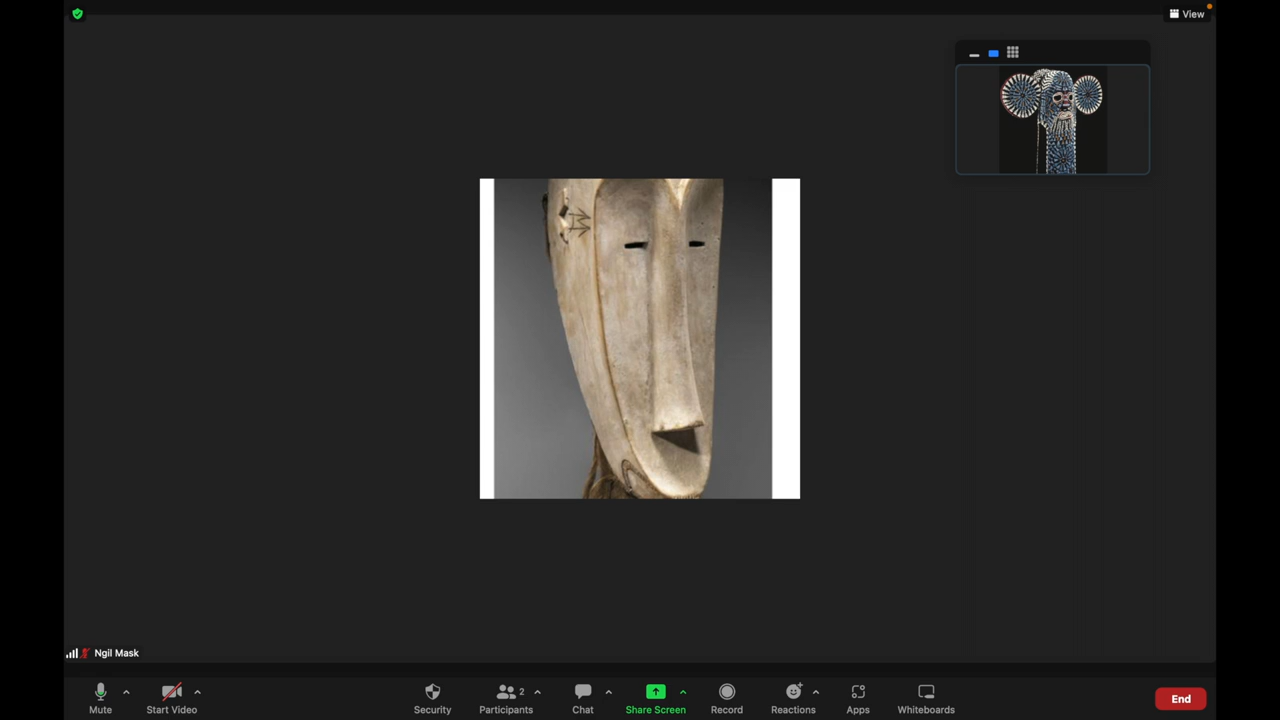 View
Ngil Mask
Mute
Start Video
Security
2
Participants
Chat
Share Screen
Record
Reactions
Apps
Whiteboards
End